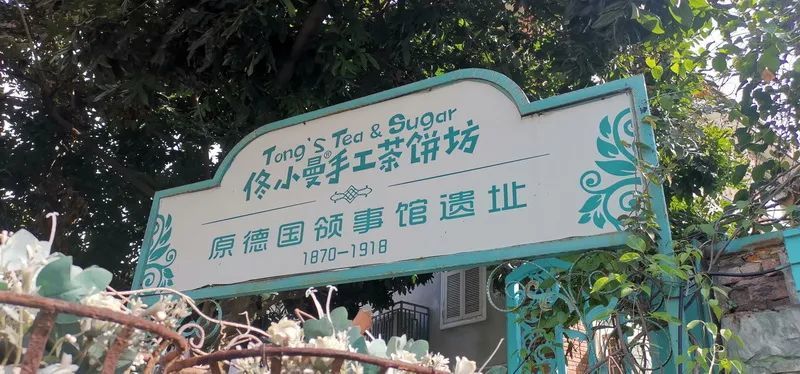 Tong's Tea & Sugar
佟小曼®手工茶饼坊
原德国领事馆遗址
1870-1918